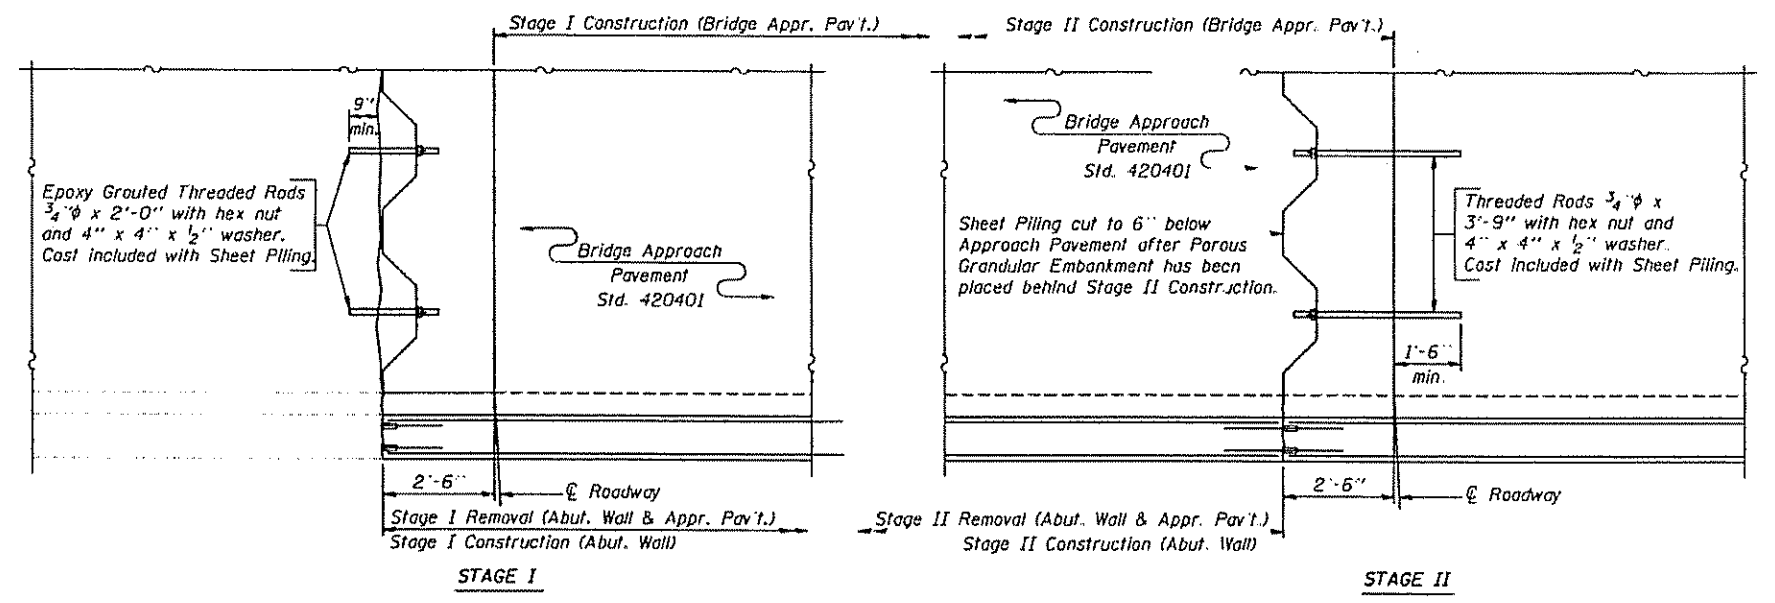 Stage I Construction (Bridge Appr. Pav't.)
9"
min.
Epoxy Grouted Threaded Rods
3/4"φ x 2'-0" with hex nut
and 4" x 4" x 1/2" washer.
Cost included with Sheet Piling.
Bridge Approach
Pavement
Std. 420401
2'-6"
℄ Roadway
Stage I Removal (Abut. Wall & Appr. Pav't.)
Stage I Construction (Abut. Wall)
STAGE I
Stage II Construction (Bridge Appr. Pav't.)
Bridge Approach
Pavement
Std. 420401
Sheet Piling cut to 6" below
Approach Pavement after Porous
Grandular Embankment has been
placed behind Stage II Construction.
Threaded Rods 3/4"φ x
3'-9" with hex nut and
4" x 4" x 1/2" washer.
Cost included with Sheet Piling.
1'-6"
min.
2'-6"
℄ Roadway
Stage II Removal (Abut. Wall & Appr. Pav't.)
Stage II Construction (Abut. Wall)
STAGE II